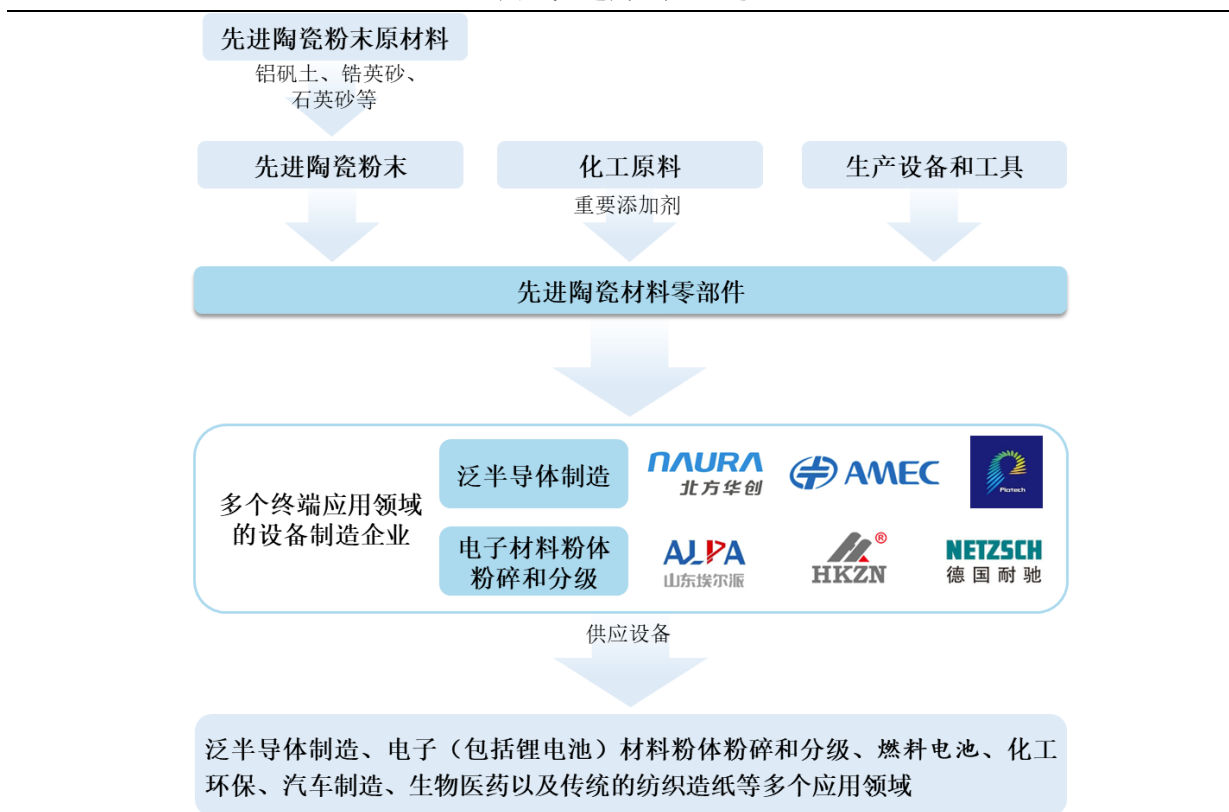 先进陶瓷粉末原材料
铝矾土、锆英砂、
石英砂等
先进陶瓷粉末
化工原料
生产设备和工具
重要添加剂
先进陶瓷材料零部件
多个终端应用领域
的设备制造企业
泛半导体制造
NAURA
北方华创
AMEC
Piotech
电子材料粉体
粉碎和分级
ALPA
山东埃尔派
HKZN®
NETZSCH
德国耐驰
供应设备
泛半导体制造、电子（包括锂电池）材料粉体粉碎和分级、燃料电池、化工
环保、汽车制造、生物医药以及传统的纺织造纸等多个应用领域